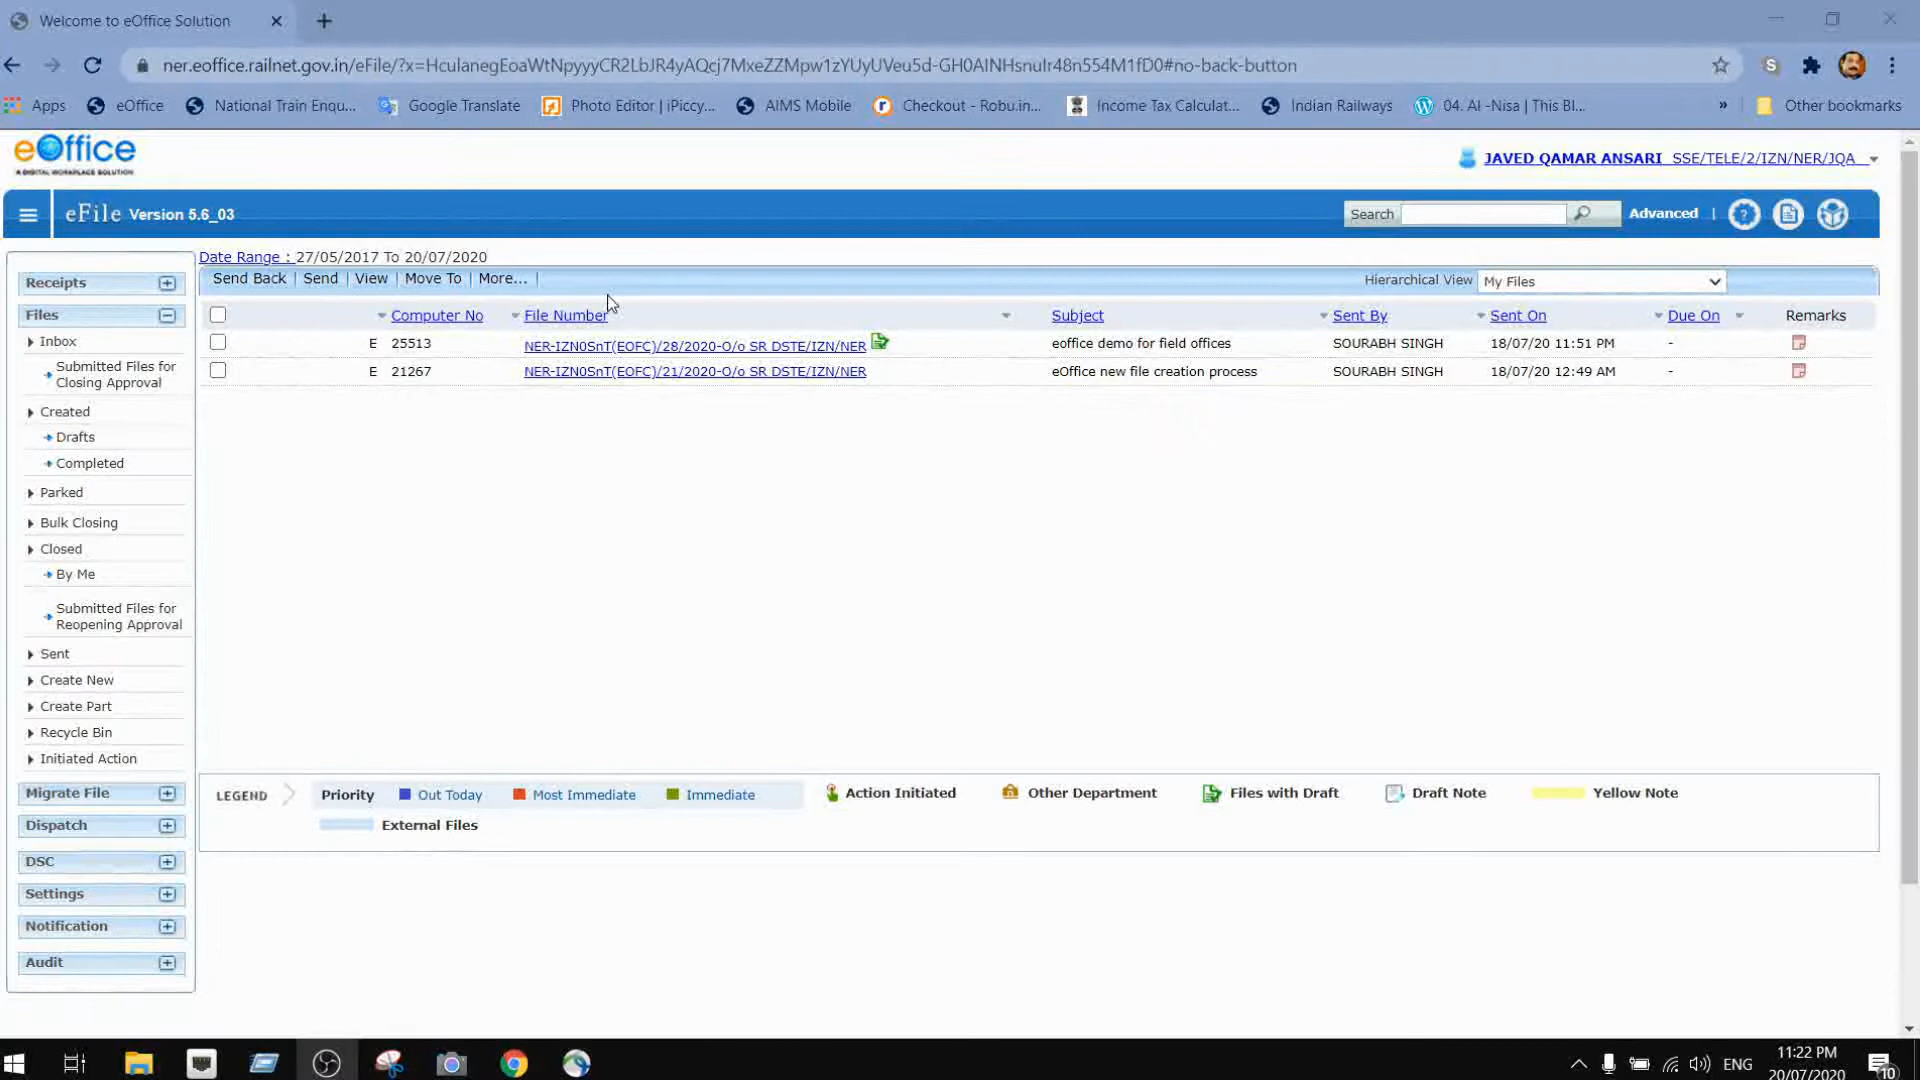 Welcome to eOffice Solution
ner.eoffice.railnet.gov.in/eFile/?x=HculanegEoaWtNpyyyCR2LbJR4yAQcj7MxeZZMpw1zYUyUVeu5d-GH0AINHsnuIr48n554M1fD0#no-back-button
Apps
eOffice
National Train Enqu...
Google Translate
Photo Editor | iPiccy...
AIMS Mobile
Checkout - Robu.in...
Income Tax Calculat...
Indian Railways
04. Al -Nisa | This Bl...
»
Other bookmarks
eOffice
A DIGITAL WORKPLACE SOLUTION
JAVED QAMAR ANSARI SSE/TELE/2/IZN/NER/JQA
eFile Version 5.6_03
Search
Advanced |
Date Range : 27/05/2017 To 20/07/2020
Send Back | Send | View | Move To | More... |
Hierarchical View My Files
Computer No File Number Subject Sent By Sent On Due On Remarks
E 25513 NER-IZN0SnT(EOFC)/28/2020-O/o SR DSTE/IZN/NER eoffice demo for field offices SOURABH SINGH 18/07/20 11:51 PM -
E 21267 NER-IZN0SnT(EOFC)/21/2020-O/o SR DSTE/IZN/NER eOffice new file creation process SOURABH SINGH 18/07/20 12:49 AM -
Receipts
Files
Inbox
Submitted Files for
Closing Approval
Created
Drafts
Completed
Parked
Bulk Closing
Closed
By Me
Submitted Files for
Reopening Approval
Sent
Create New
Create Part
Recycle Bin
Initiated Action
Migrate File
Dispatch
DSC
Settings
Notification
Audit
LEGEND Priority Out Today Most Immediate Immediate Action Initiated Other Department Files with Draft Draft Note Yellow Note
External Files
ENG
11:22 PM
20/07/2020
10